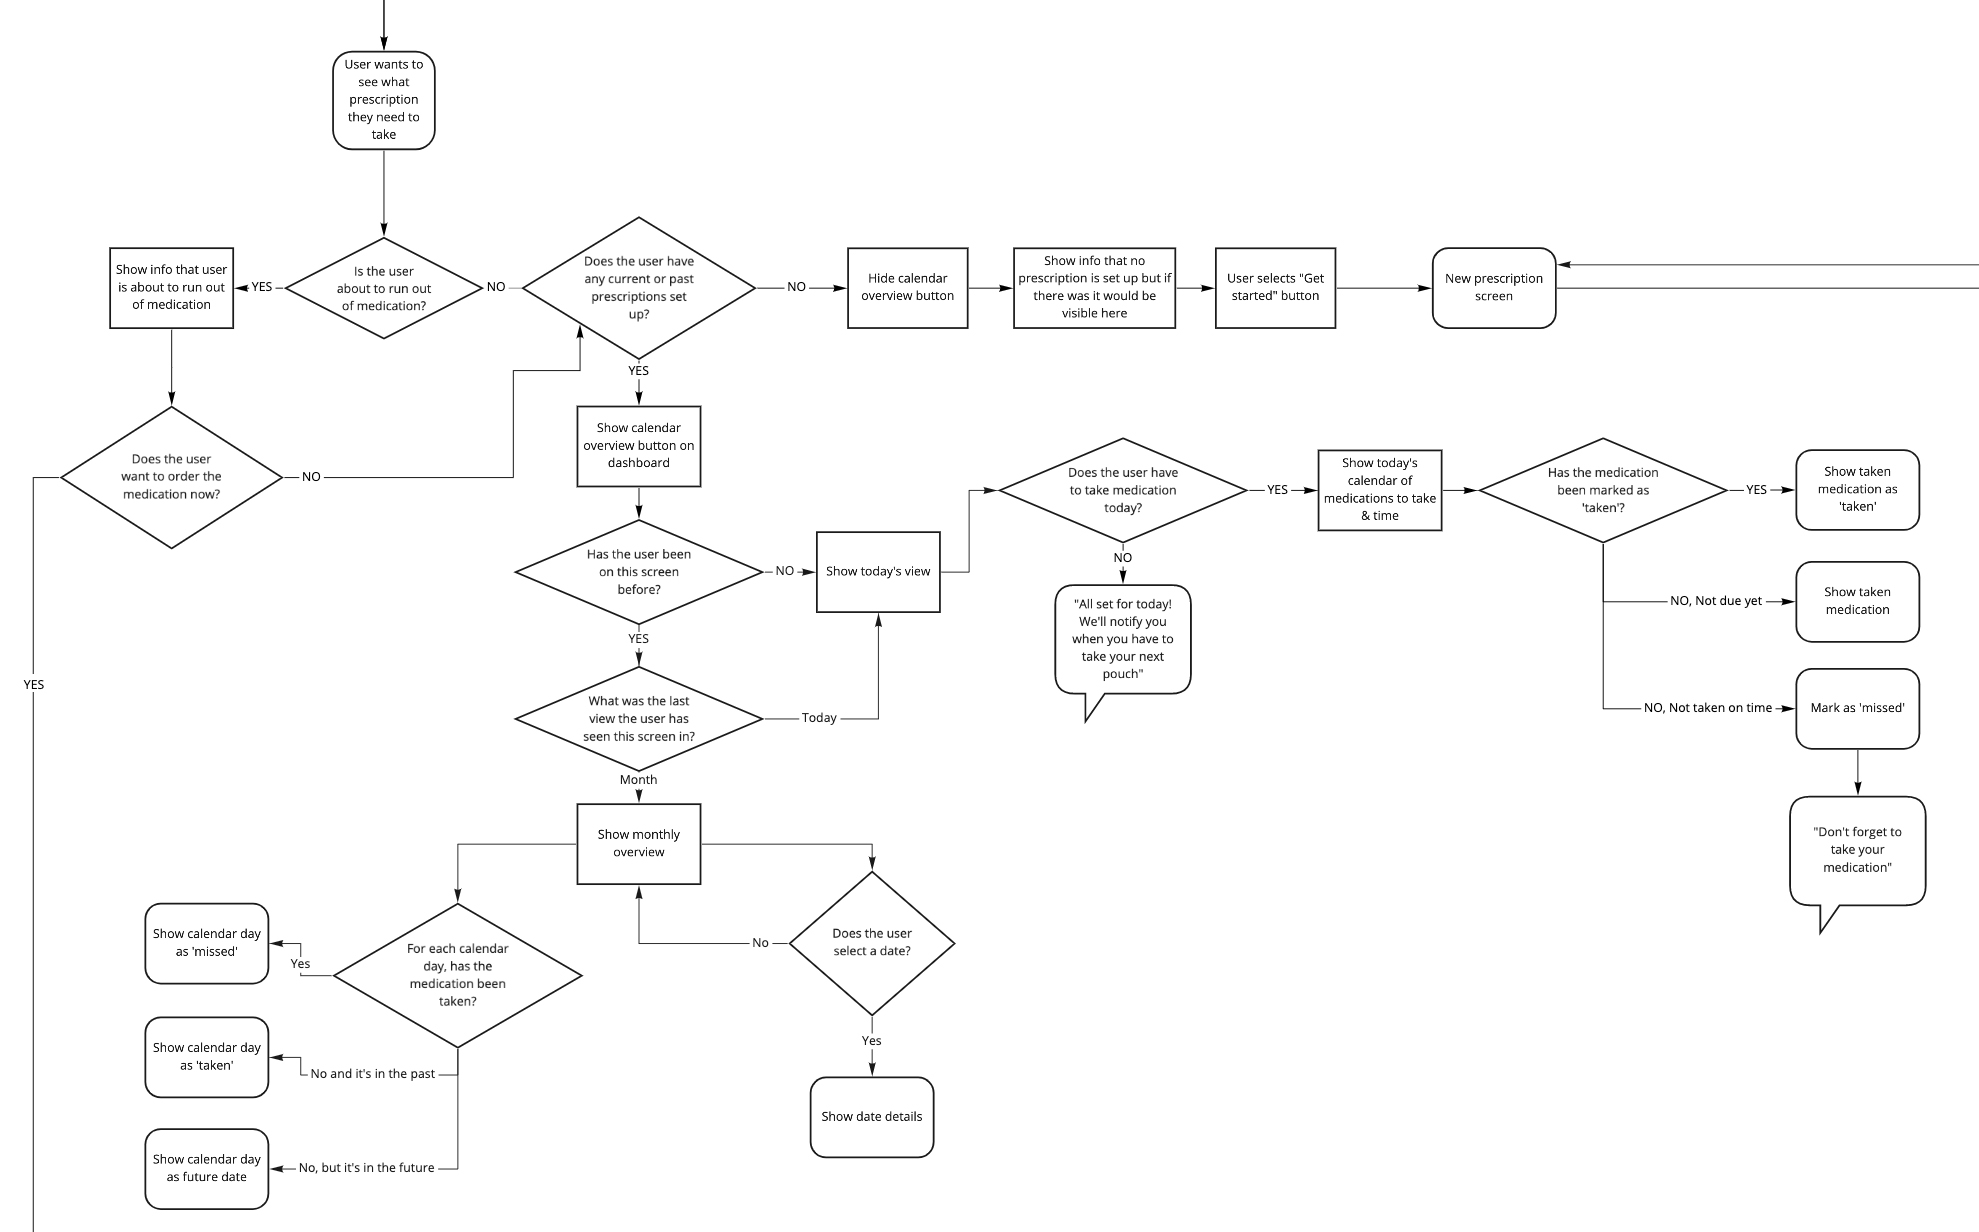 User wants to
see what
prescription
they need to
take
Show info that user
is about to run out
of medication
YES
Is the user
about to run out
of medication?
NO
Does the user have
any current or past
prescriptions set
up?
NO
Hide calendar
overview button
Show info that no
prescription is set up but if
there was it would be
visible here
User selects "Get
started" button
New prescription
screen
YES
Does the user
want to order the
medication now?
NO
YES
Show calendar
overview button on
dashboard
Has the user been
on this screen
before?
NO
Show today's view
Does the user have
to take medication
today?
YES
Show today's
calendar of
medications to take
& time
Has the medication
been marked as
'taken'?
YES
Show taken
medication as
'taken'
NO
"All set for today!
We'll notify you
when you have to
take your next
pouch"
NO, Not due yet
Show taken
medication
NO, Not taken on time
Mark as 'missed'
"Don't forget to
take your
medication"
YES
What was the last
view the user has
seen this screen in?
Today
Month
Show monthly
overview
Show calendar day
as 'missed'
Yes
For each calendar
day, has the
medication been
taken?
No
Does the user
select a date?
Show calendar day
as 'taken'
No and it's in the past
Yes
Show date details
Show calendar day
as future date
No, but it's in the future